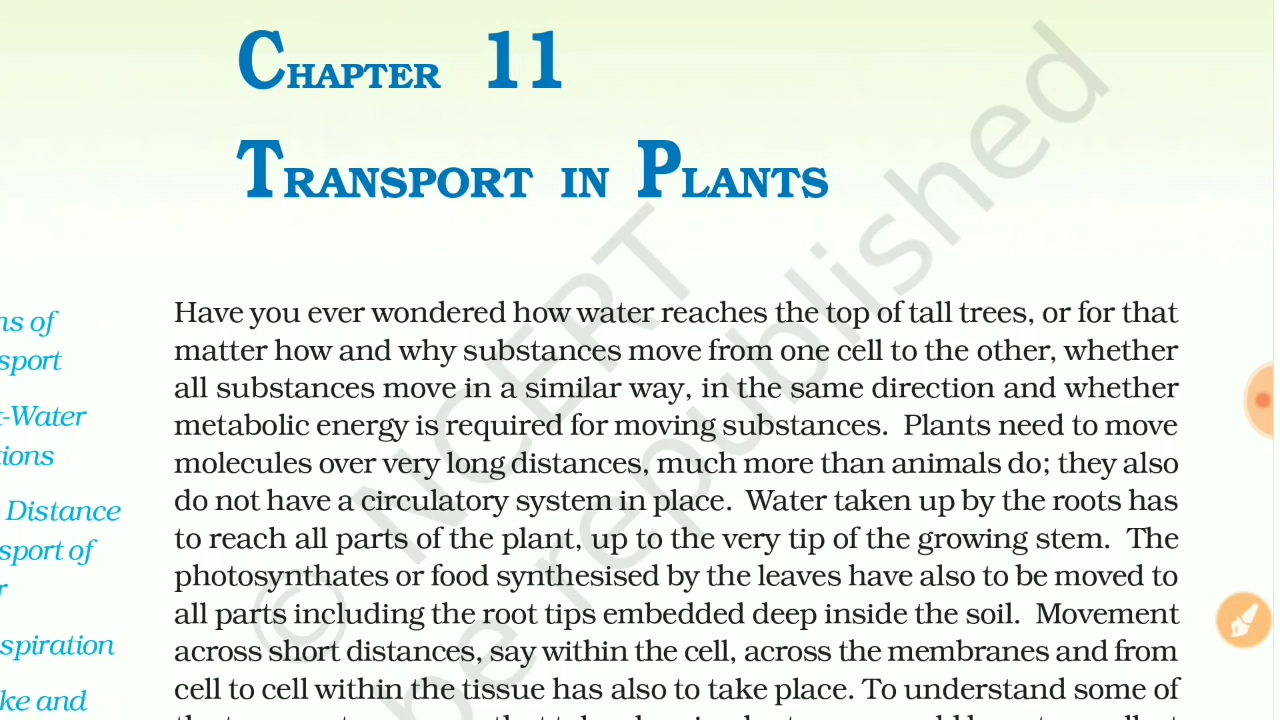 CHAPTER 11
TRANSPORT IN PLANTS
Have you ever wondered how water reaches the top of tall trees, or for that
matter how and why substances move from one cell to the other, whether
all substances move in a similar way, in the same direction and whether
metabolic energy is required for moving substances. Plants need to move
molecules over very long distances, much more than animals do; they also
do not have a circulatory system in place. Water taken up by the roots has
to reach all parts of the plant, up to the very tip of the growing stem. The
photosynthates or food synthesised by the leaves have also to be moved to
all parts including the root tips embedded deep inside the soil. Movement
across short distances, say within the cell, across the membranes and from
cell to cell within the tissue has also to take place. To understand some of
ns of
sport
t-Water
tions
Distance
sport of
r
spiration
ke and
© NCERT
be republished